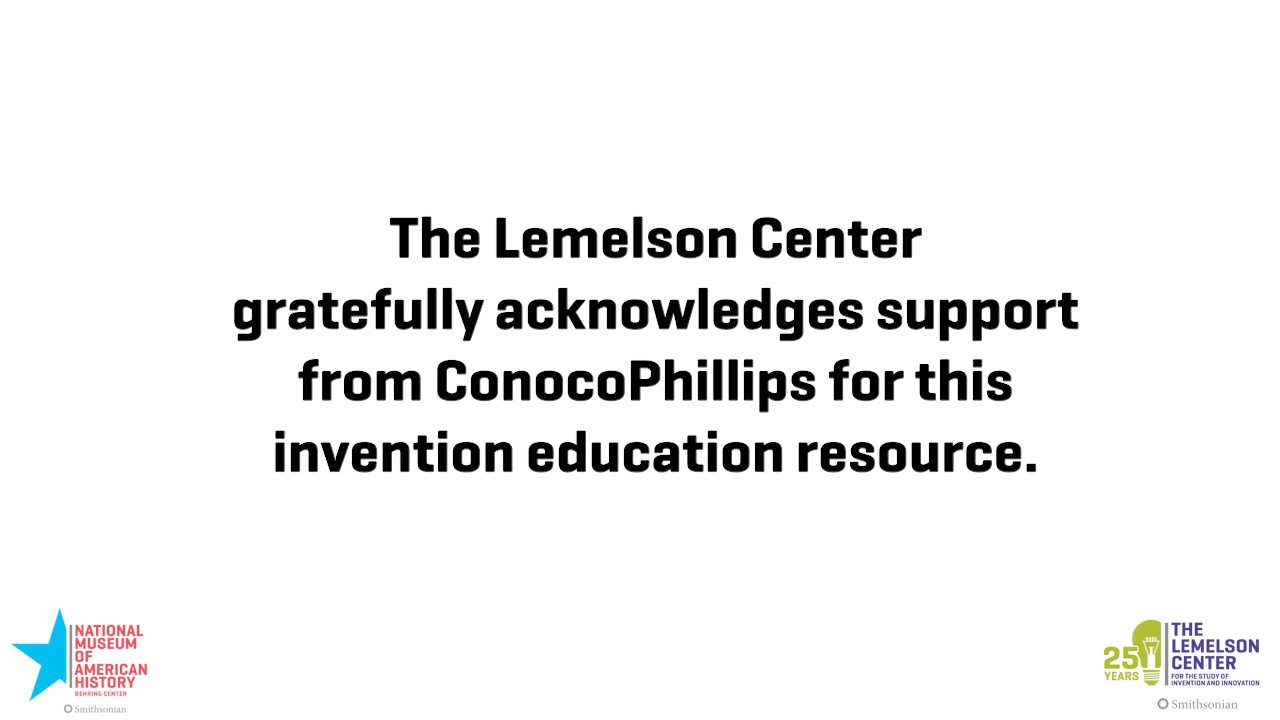 The Lemelson Center
gratefully acknowledges support
from ConocoPhillips for this
invention education resource.
NATIONAL
MUSEUM
OF
AMERICAN
HISTORY
BEHRING CENTER
Smithsonian
25
YEARS
THE
LEMELSON
CENTER
FOR THE STUDY OF
INVENTION AND INNOVATION
Smithsonian